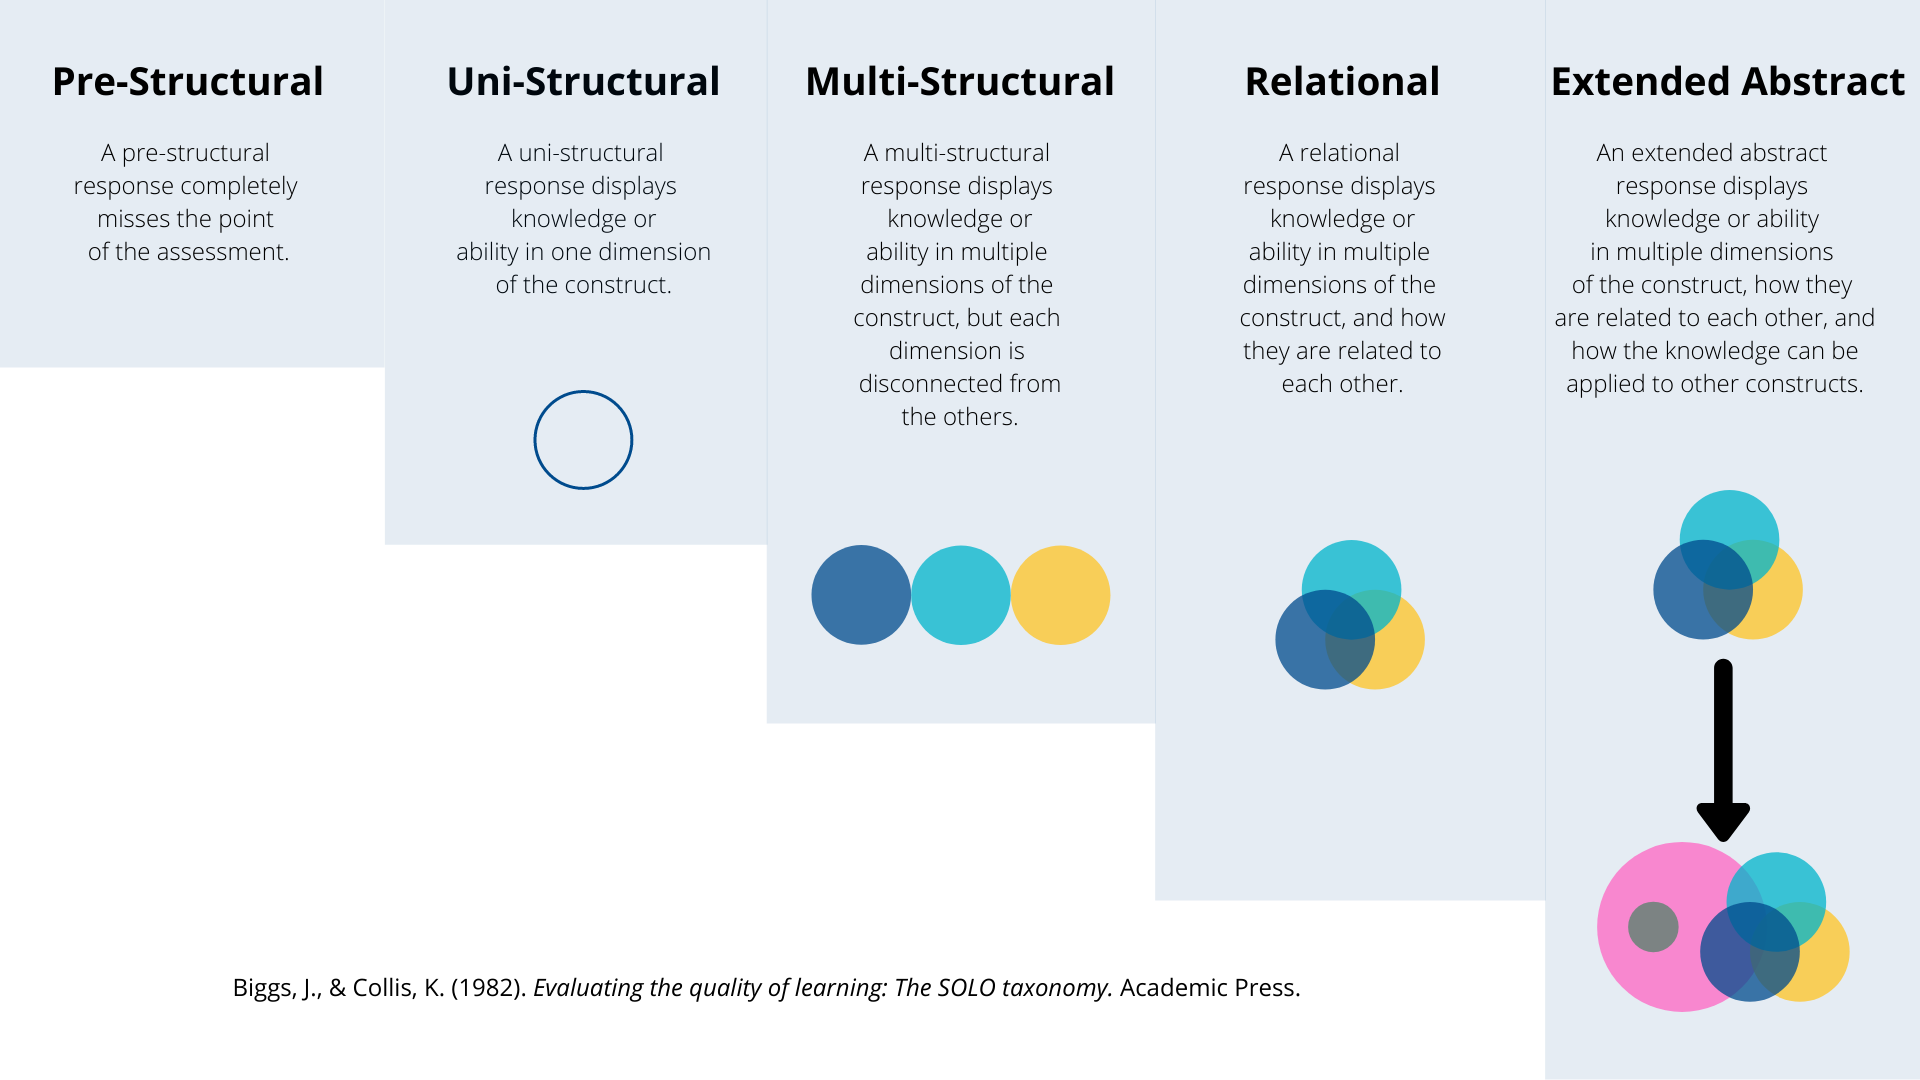 Pre-Structural
A pre-structural
response completely
misses the point
of the assessment.
Uni-Structural
A uni-structural
response displays
knowledge or
ability in one dimension
of the construct.
Multi-Structural
A multi-structural
response displays
knowledge or
ability in multiple
dimensions of the
construct, but each
dimension is
disconnected from
the others.
Relational
A relational
response displays
knowledge or
ability in multiple
dimensions of the
construct, and how
they are related to
each other.
Extended Abstract
An extended abstract
response displays
knowledge or ability
in multiple dimensions
of the construct, how they
are related to each other, and
how the knowledge can be
applied to other constructs.
Biggs, J., & Collis, K. (1982). Evaluating the quality of learning: The SOLO taxonomy. Academic Press.